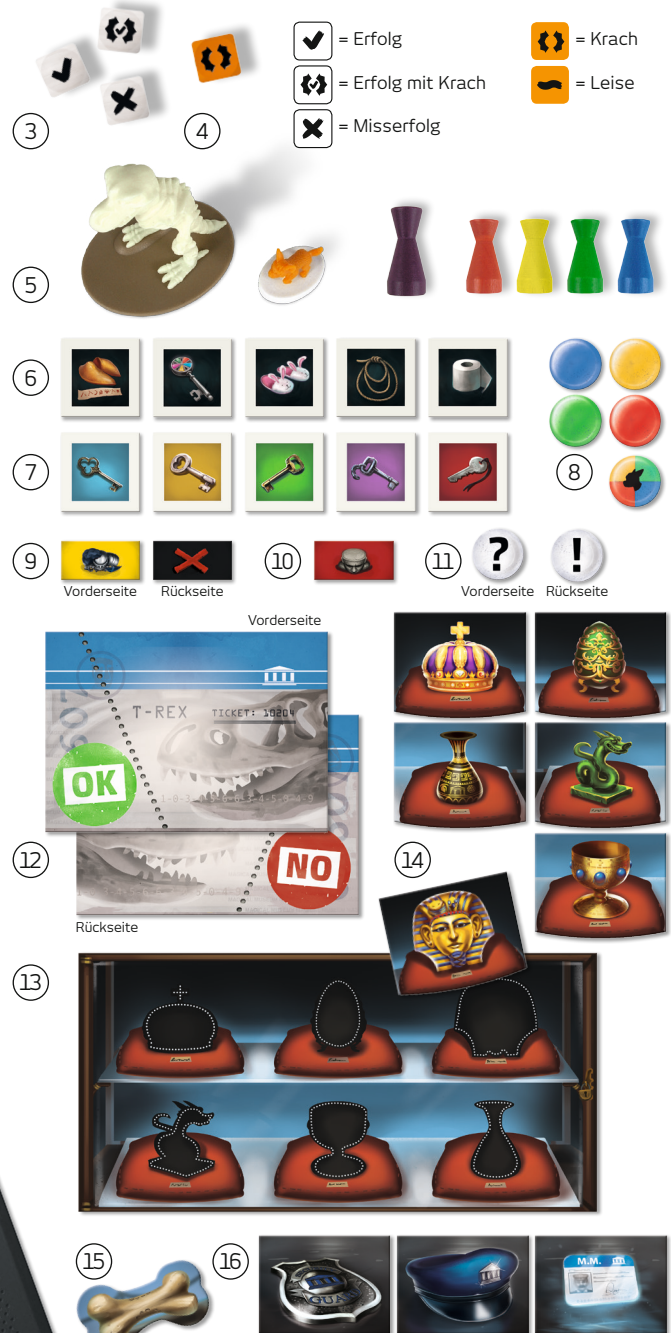 = Erfolg
= Krach
= Erfolg mit Krach
= Leise
= Misserfolg
3
4
5
6
7
8
9
Vorderseite
Rückseite
10
11
?
!
Vorderseite
Rückseite
Vorderseite
T-REX
TICKET: 10204
OK
NO
12
Rückseite
14
13
15
16
GUARD
M.M.